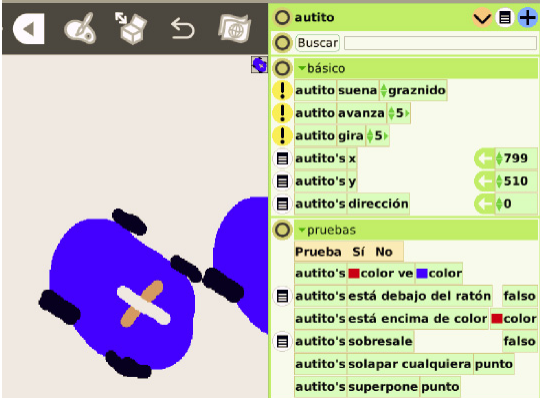 autito
Buscar
básico
autito suena graznido
autito avanza 5
autito gira 5
autito's x 799
autito's y 510
autito's dirección 0
pruebas
Prueba Sí No
autito's color ve color
autito's está debajo del ratón falso
autito's está encima de color color
autito's sobresale falso
autito's solapar cualquiera punto
autito's superpone punto